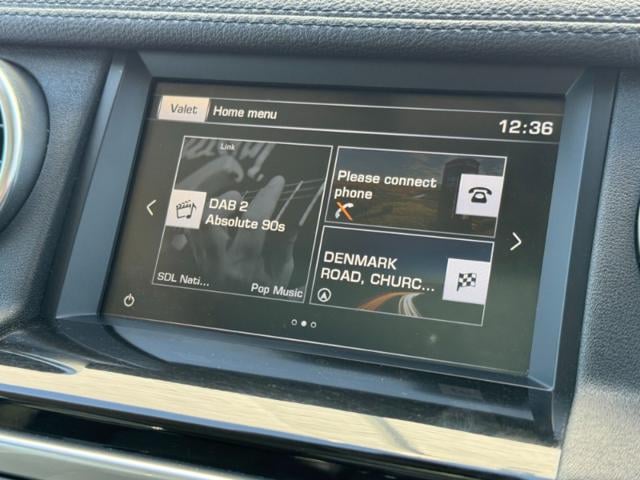 Valet Home menu
12:36
Link
DAB 2
Absolute 90s
SDL Nati...
Pop Music
Please connect
phone
DENMARK
ROAD, CHURC...